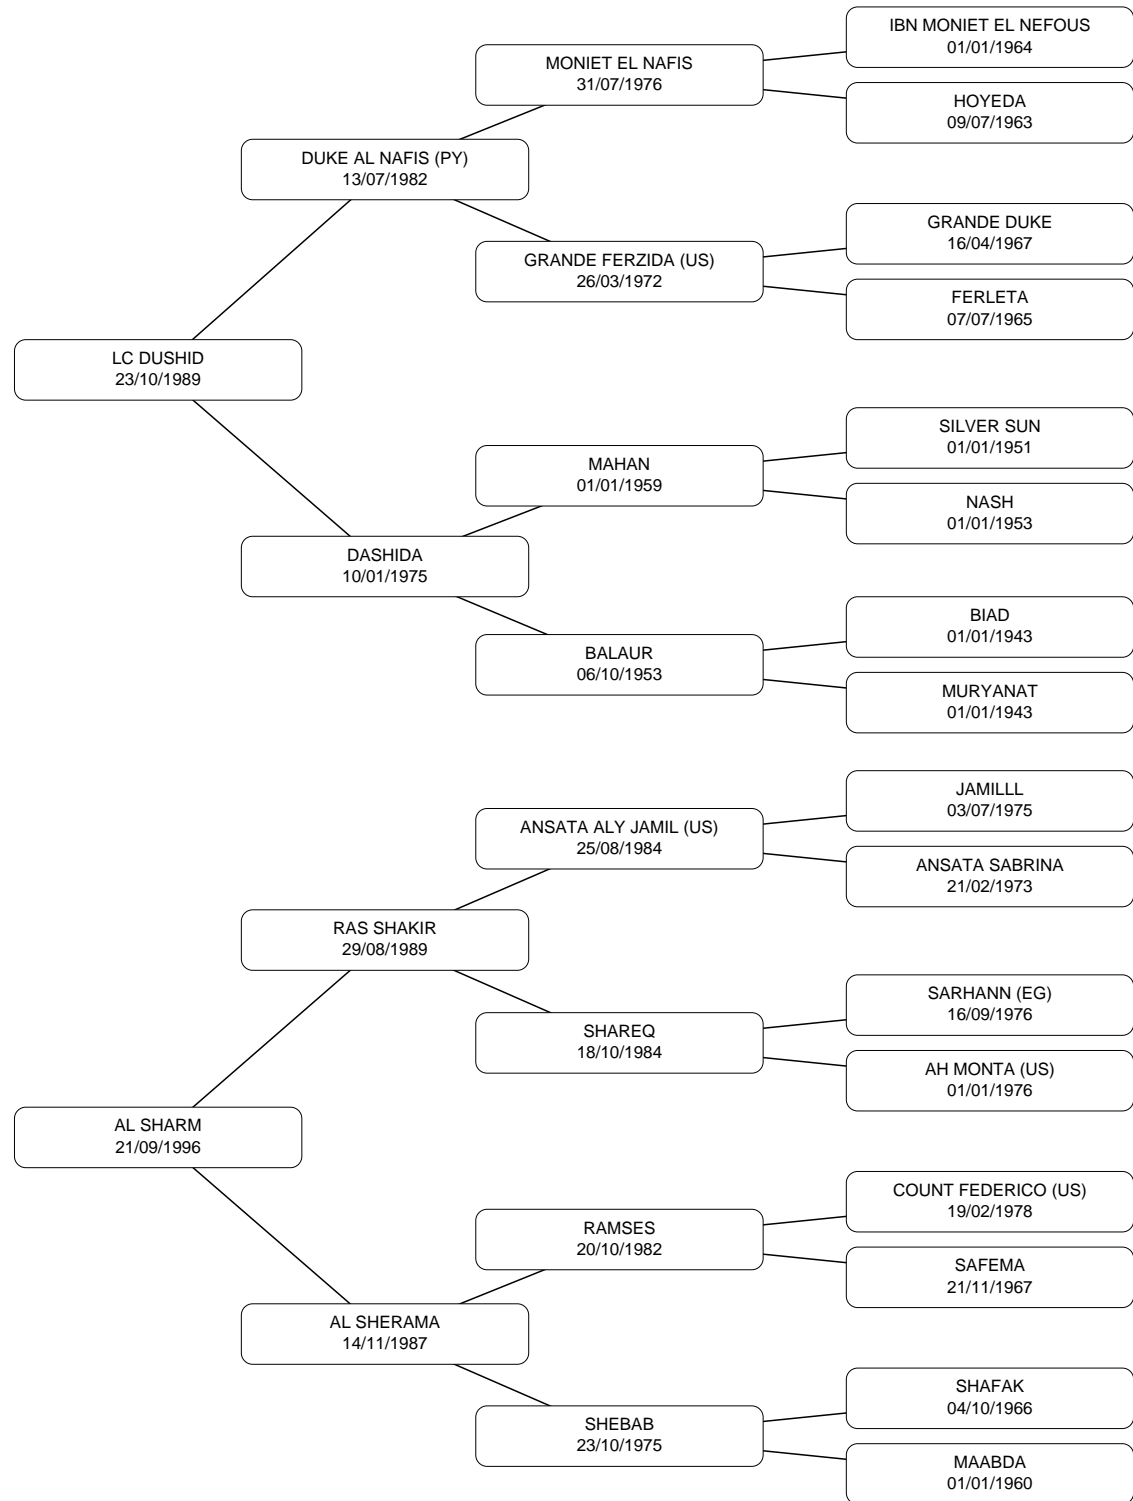 IBN MONIET EL NEFOUS
01/01/1964
MONIET EL NAFIS
31/07/1976
HOYEDA
09/07/1963
DUKE AL NAFIS (PY)
13/07/1982
GRANDE DUKE
16/04/1967
GRANDE FERZIDA (US)
26/03/1972
FERLETA
07/07/1965
LC DUSHID
23/10/1989
SILVER SUN
01/01/1951
MAHAN
01/01/1959
NASH
01/01/1953
DASHIDA
10/01/1975
BIAD
01/01/1943
BALAUR
06/10/1953
MURYANAT
01/01/1943
JAMILLL
03/07/1975
ANSATA ALY JAMIL (US)
25/08/1984
ANSATA SABRINA
21/02/1973
RAS SHAKIR
29/08/1989
SARHANN (EG)
16/09/1976
SHAREQ
18/10/1984
AH MONTA (US)
01/01/1976
AL SHARM
21/09/1996
COUNT FEDERICO (US)
19/02/1978
RAMSES
20/10/1982
SAFEMA
21/11/1967
AL SHERAMA
14/11/1987
SHAFAK
04/10/1966
SHEBAB
23/10/1975
MAABDA
01/01/1960